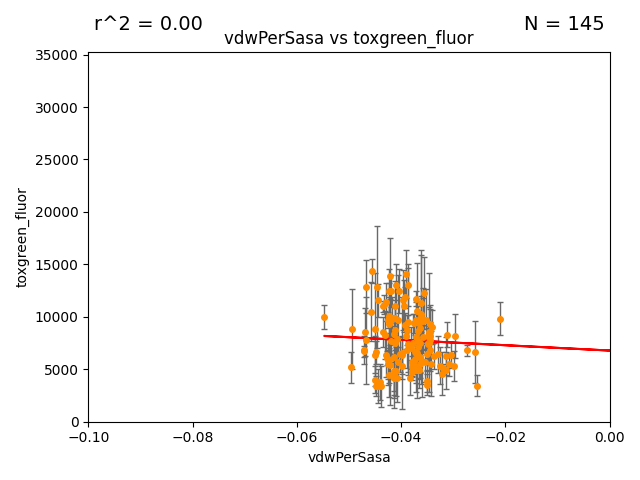 r^2 = 0.00
N = 145
vdwPerSasa vs toxgreen_fluor
35000
30000
25000
20000
15000
10000
5000
0
toxgreen_fluor
−0.10
−0.08
−0.06
−0.04
−0.02
0.00
vdwPerSasa